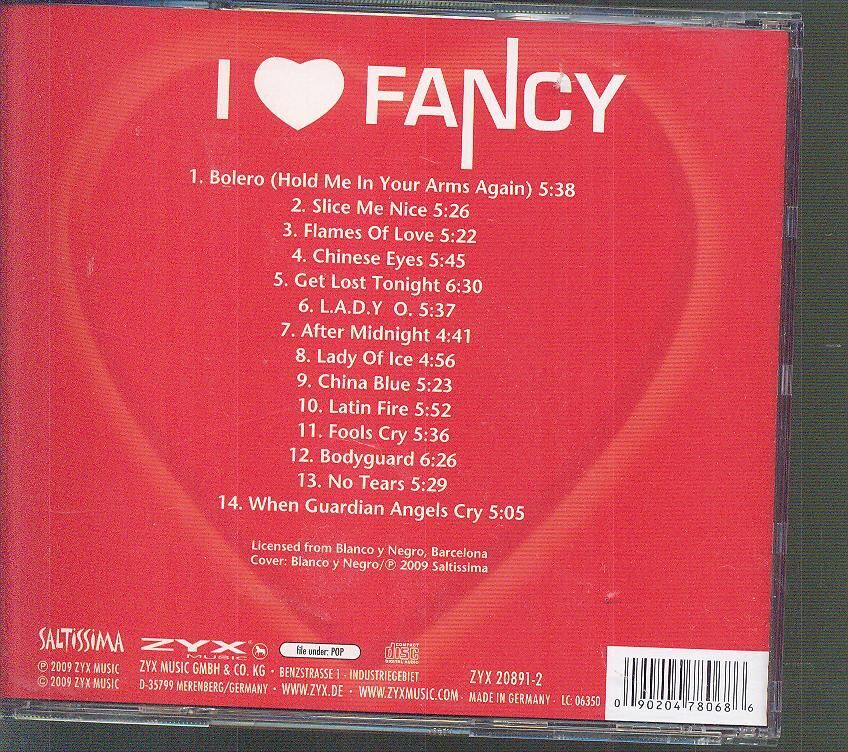 I ♥ FANCY
1. Bolero (Hold Me In Your Arms Again) 5:38
2. Slice Me Nice 5:26
3. Flames Of Love 5:22
4. Chinese Eyes 5:45
5. Get Lost Tonight 6:30
6. L.A.D.Y  O. 5:37
7. After Midnight 4:41
8. Lady Of Ice 4:56
9. China Blue 5:23
10. Latin Fire 5:52
11. Fools Cry 5:36
12. Bodyguard 6:26
13. No Tears 5:29
14. When Guardian Angels Cry 5:05
Licensed from Blanco y Negro, Barcelona
Cover: Blanco y Negro/℗ 2009 Saltissima
SALTISSIMA
ZYX MUSIC
file under: POP
COMPACT disc DIGITAL AUDIO
℗ 2009 ZYX MUSIC
© 2009 ZYX MUSIC
ZYX MUSIC GMBH & CO. KG · BENZSTRASSE 1 · INDUSTRIEGEBIET
D-35799 MERENBERG/GERMANY · WWW.ZYX.DE · WWW.ZYXMUSIC.COM
ZYX 20891-2
MADE IN GERMANY · LC: 06350
0 90204 78068 6